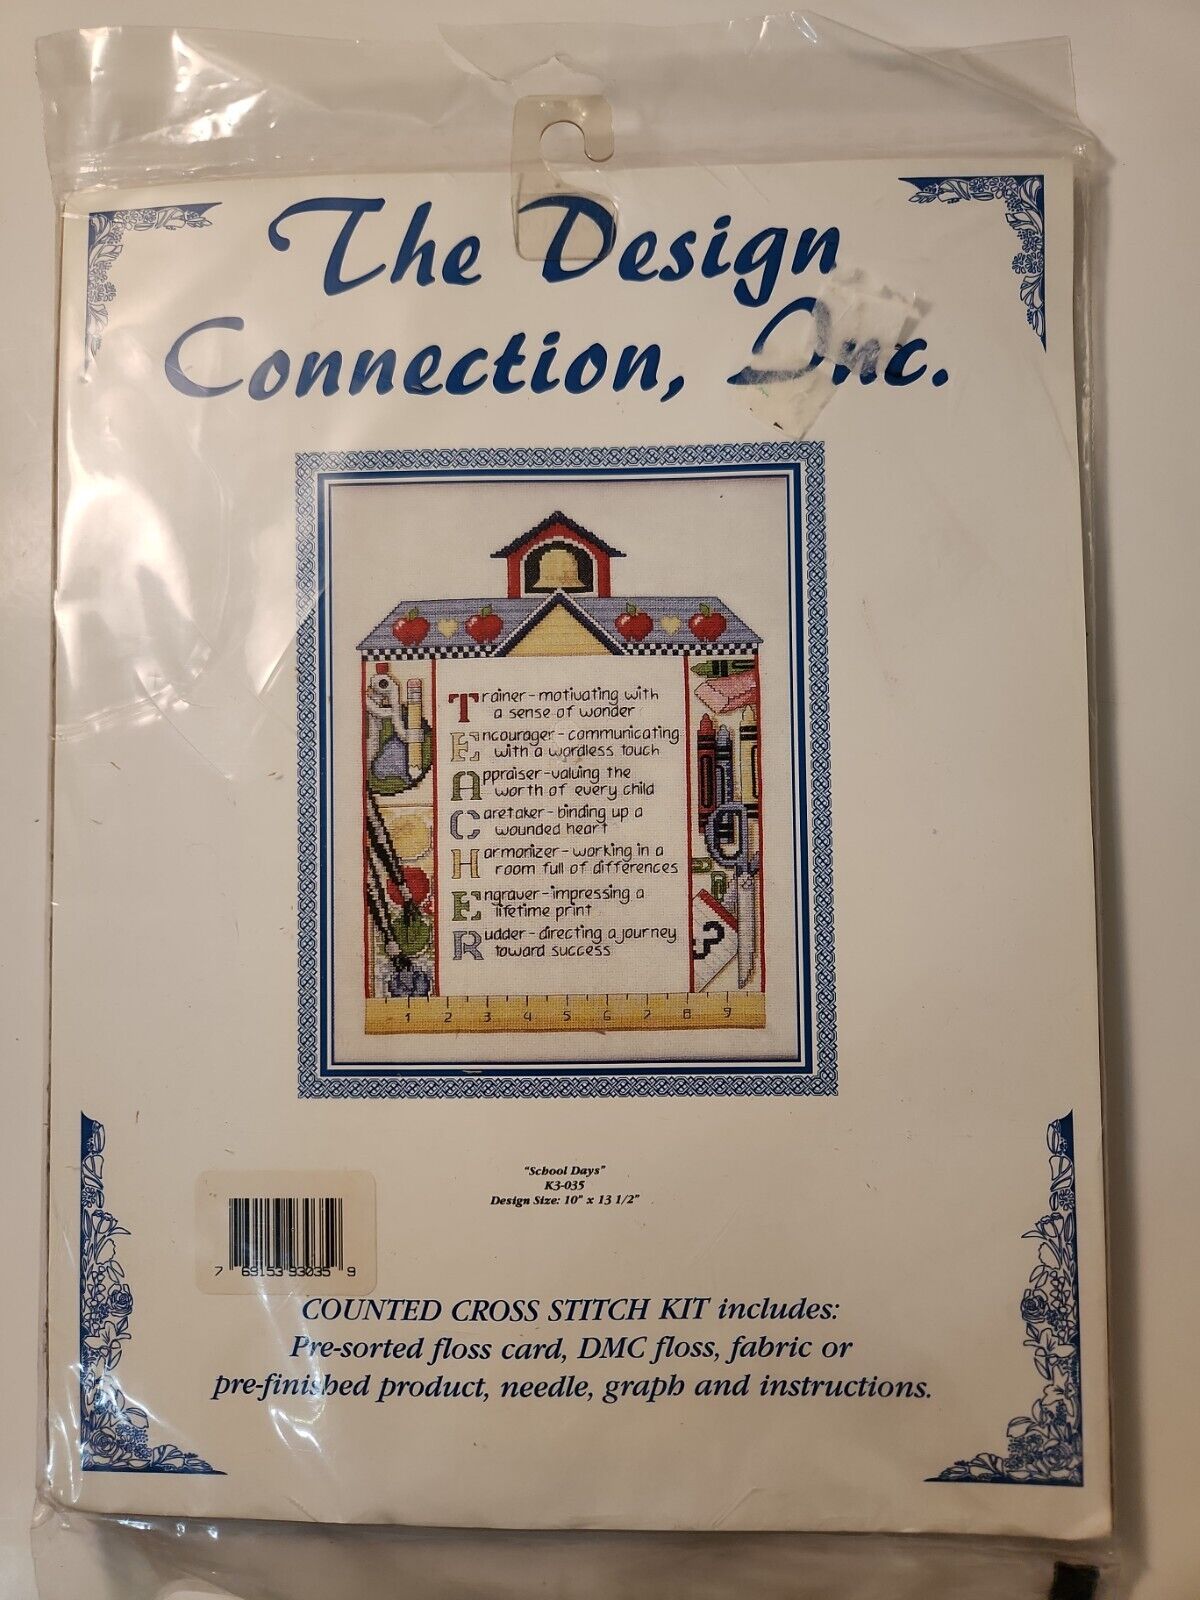 The Design
Connection, Inc.
Trainer-motivating with
a sense of wonder
Encourager-communicating
with a wordless touch
Appraiser-valuing the
worth of every child
Caretaker-binding up a
wounded heart
Harmonizer-working in a
room full of differences
Engraver-impressing a
lifetime print
Rudder-directing a journey
toward success
1 2 3 4 5 6 7 8 9
"School Days"
K3-035
Design Size: 10" x 13 1/2"
7 69153 93035 9
COUNTED CROSS STITCH KIT includes:
Pre-sorted floss card, DMC floss, fabric or
pre-finished product, needle, graph and instructions.